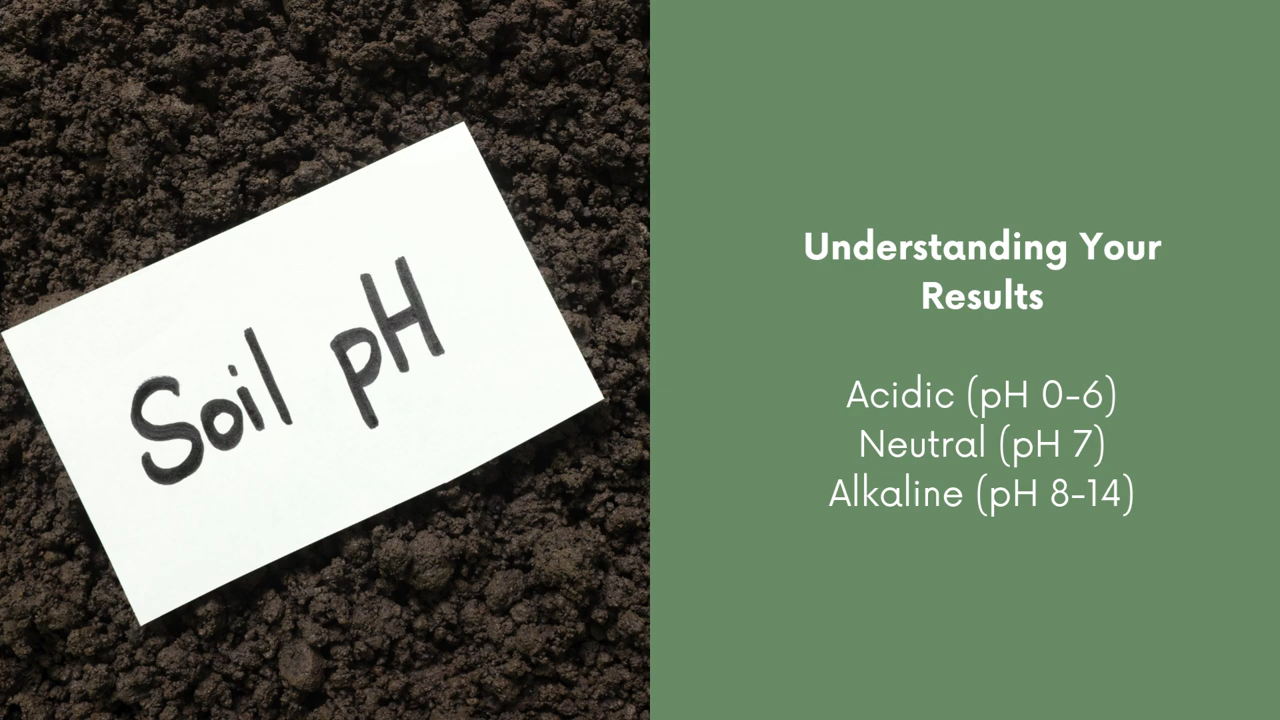 Soil pH
Understanding Your
Results
Acidic (pH 0-6)
Neutral (pH 7)
Alkaline (pH 8-14)